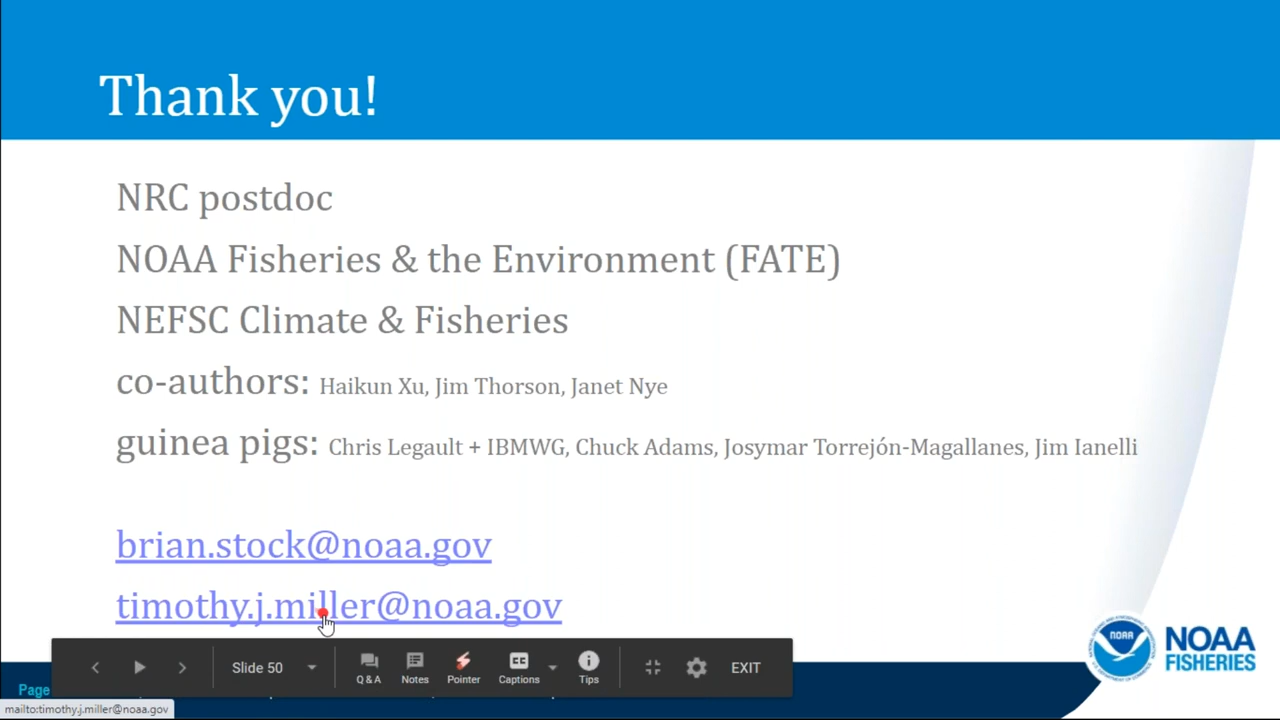 Thank you!
NRC postdoc
NOAA Fisheries & the Environment (FATE)
NEFSC Climate & Fisheries
co-authors: Haikun Xu, Jim Thorson, Janet Nye
guinea pigs: Chris Legault + IBMWG, Chuck Adams, Josymar Torrejón-Magallanes, Jim Ianelli
brian.stock@noaa.gov
timothy.j.miller@noaa.gov
NOAA
NOAA
FISHERIES
Slide 50
Q & A
Notes
Pointer
CC
Captions
Tips
EXIT
Page
mailto:timothy.j.miller@noaa.gov